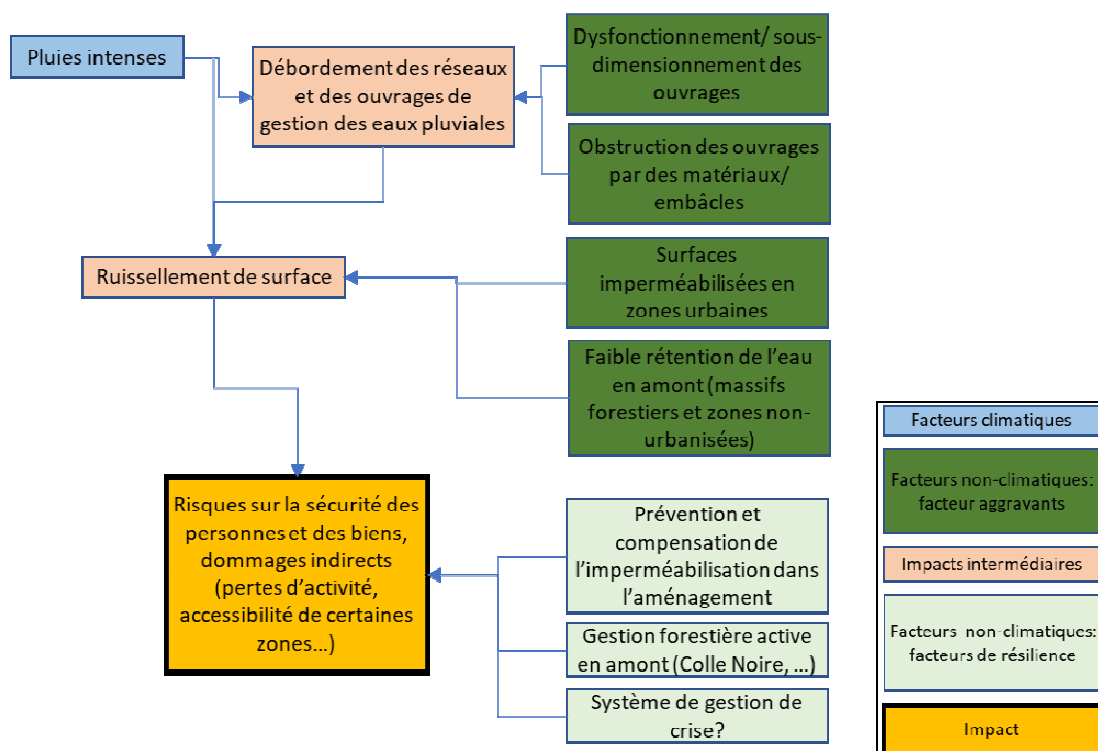 Pluies intenses
Débordement des réseaux
et des ouvrages de
gestion des eaux pluviales
Dysfonctionnement/ sous-
dimensionnement des
ouvrages
Obstruction des ouvrages
par des matériaux/
embâcles
Ruissellement de surface
Surfaces
imperméabilisées en
zones urbaines
Faible rétention de l'eau
en amont (massifs
forestiers et zones non-
urbanisées)
Risques sur la sécurité des
personnes et des biens,
dommages indirects
(pertes d'activité,
accessibilité de certaines
zones...)
Prévention et
compensation de
l'imperméabilisation dans
l'aménagement
Gestion forestière active
en amont (Colle Noire, ...)
Système de gestion de
crise?
Facteurs climatiques
Facteurs non-climatiques:
facteur aggravants
Impacts intermédiaires
Facteurs non-climatiques:
facteurs de résilience
Impact